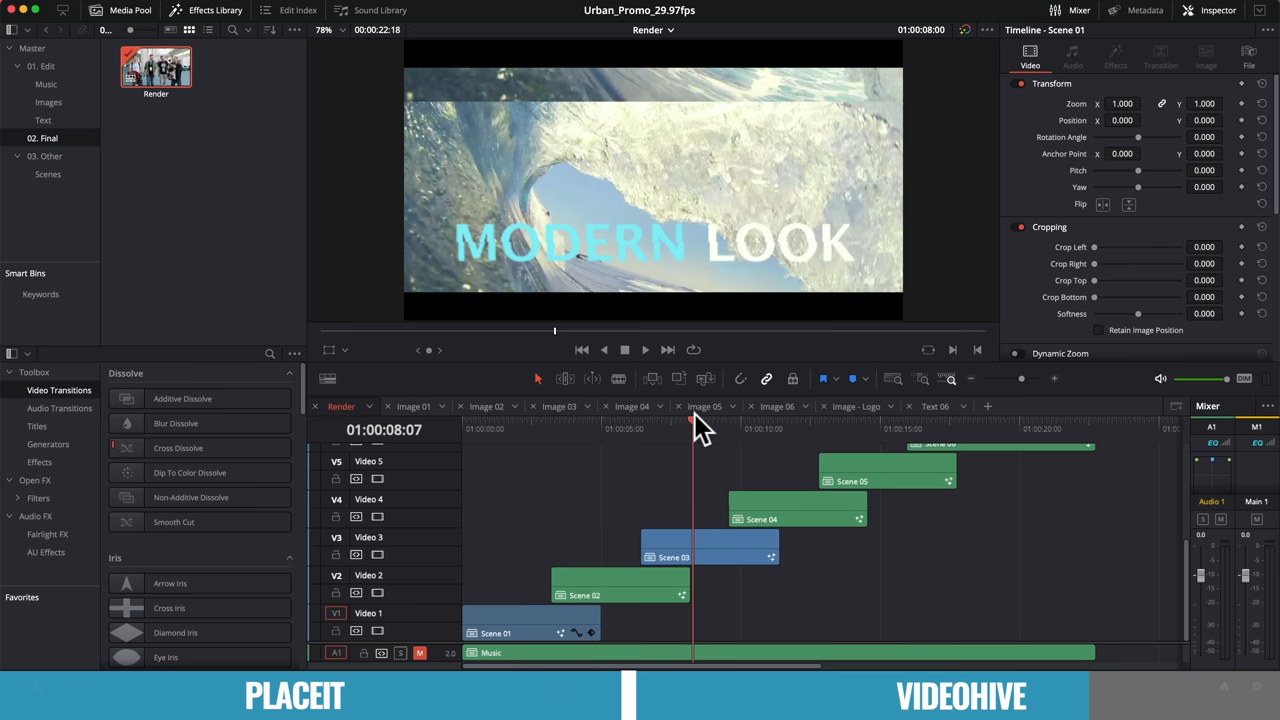 Media Pool Effects Library Edit Index Sound Library Urban_Promo_29.97fps Mixer Metadata Inspector
0... 78% 00:00:22:18 Render 01:00:08:00 Timeline - Scene 01
Master
01. Edit
Music
Images
Text
02. Final
03. Other
Scenes
Render
Smart Bins
Keywords
MODERN LOOK
Video Audio Effects Transition Image File
Transform
Zoom X 1.000 Y 1.000
Position X 0.000 Y 0.000
Rotation Angle 0.000
Anchor Point X 0.000 Y 0.000
Pitch 0.000
Yaw 0.000
Flip
Cropping
Crop Left 0.000
Crop Right 0.000
Crop Top 0.000
Crop Bottom 0.000
Softness 0.000
Retain Image Position
Dynamic Zoom
Toolbox
Video Transitions
Audio Transitions
Titles
Generators
Effects
Open FX
Filters
Audio FX
Fairlight FX
AU Effects
Favorites
Dissolve
Additive Dissolve
Blur Dissolve
Cross Dissolve
Dip To Color Dissolve
Non-Additive Dissolve
Smooth Cut
Iris
Arrow Iris
Cross Iris
Diamond Iris
Eye Iris
DIM
Render Image 01 Image 02 Image 03 Image 04 Image 05 Image 06 Image - Logo Text 06
01:00:08:07 01:00:00:00 01:00:05:00 01:00:10:00 01:00:15:00 01:00:20:00
V5 Video 5 Scene 05
V4 Video 4 Scene 04
V3 Video 3 Scene 03
V2 Video 2 Scene 02
V1 Video 1 Scene 01
A1 S M 2.0 Music
Mixer
A1 M1
EQ EQ
Audio 1 Main 1
S M M
0.0 0.0
PLACEIT VIDEOHIVE